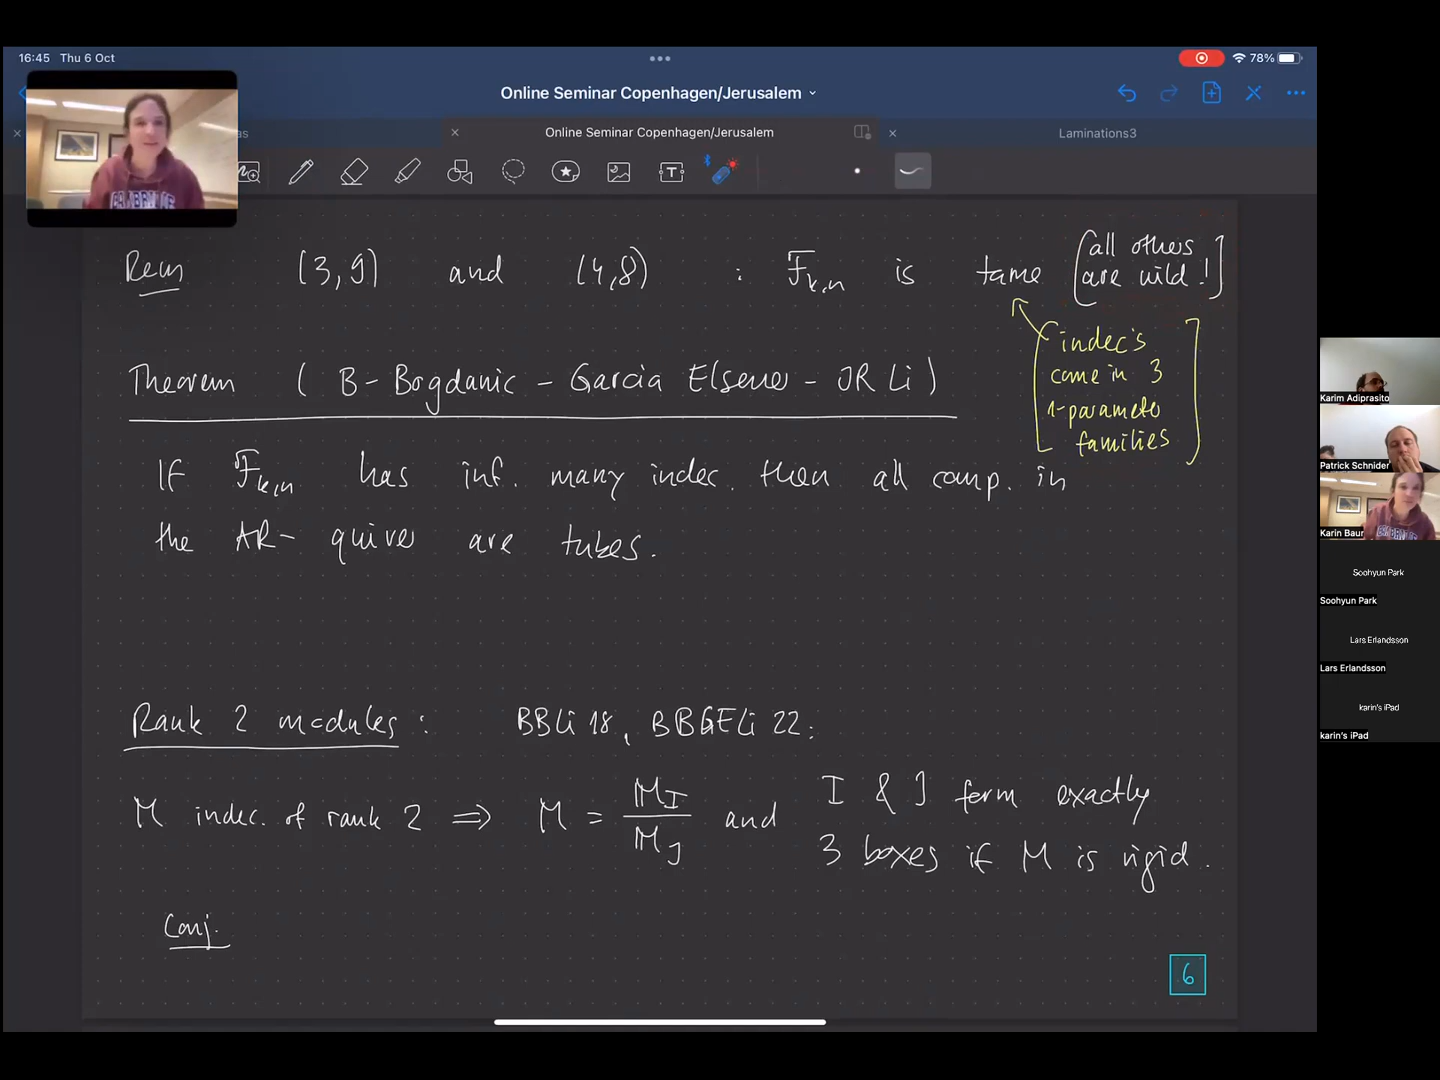 16:45 Thu 6 Oct
78%
Online Seminar Copenhagen/Jerusalem
as
Online Seminar Copenhagen/Jerusalem
Laminations3
Rem (3,9) and (4,8) : F_{k,n} is tame [all others are wild!]
[indec's
come in 3
1-parameter
families]
Theorem (B-Bogdanic - Garcia Elsener - JR Li)
If F_{k,n} has inf. many indec. then all comp. in
the AR-quiver are tubes.
Rank 2 modules: BBLi 18, BBGELi 22:
M indec. of rank 2 ⟹ M = M_I / M_J and I & J form exactly
3 boxes if M is rigid.
Conj.
6
Karim Adiprasito
Patrick Schnider
Karin Baur
Soohyun Park
Soohyun Park
Lars Erlandsson
Lars Erlandsson
karin's iPad
karin's iPad